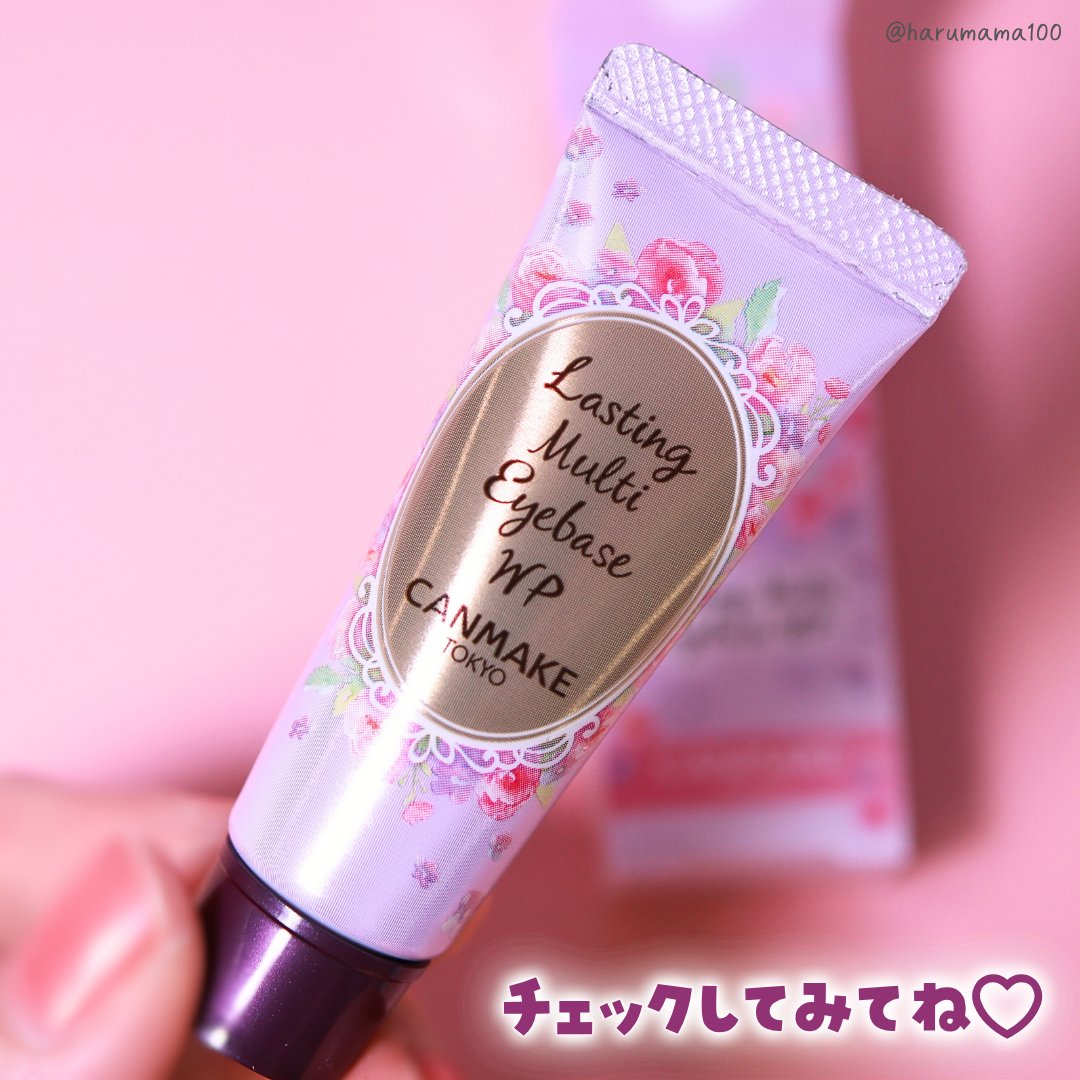 @harumama100
Lasting
Multi
Eyebase
WP
CANMAKE
TOKYO
チェックしてみてね♡